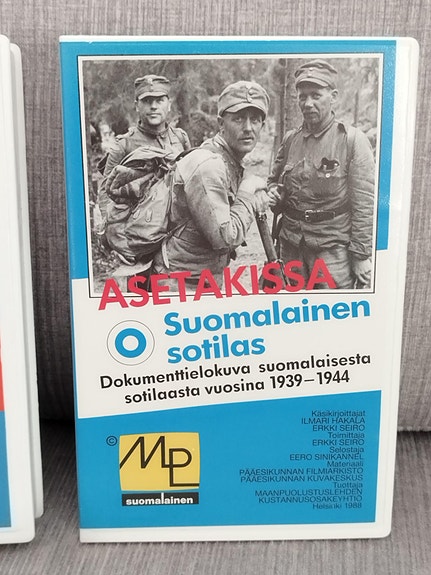 ASETAKISSA
O
Suomalainen
sotilas
Dokumenttielokuva suomalaisesta
sotilaasta vuosina 1939–1944
Käsikirjoittajat
ILMARI HAKALA
ERKKI SEIRO
Toimittaja
ERKKI SEIRO
Selostaja
EERO SINIKANNEL
Materiaali
PÄÄESIKUNNAN FILMIARKISTO
PÄÄESIKUNNAN KUVAKESKUS
Tuottaja
MAANPUOLUSTUSLEHDEN
KUSTANNUSOSAKEYHTIÖ
Helsinki 1988
©
MPL
suomalainen